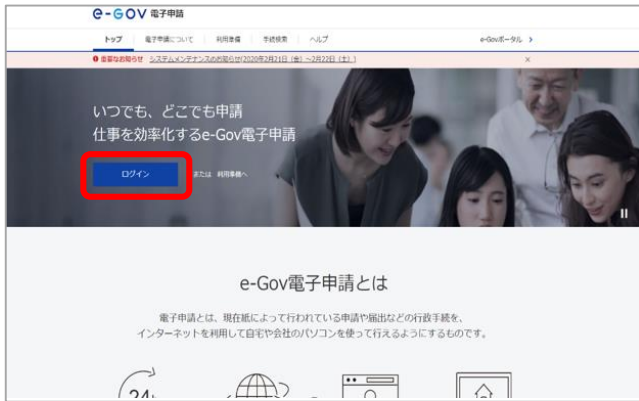 e-GOV 電子申請
トップ 電子申請について 利用準備 手続検索 ヘルプ e-Govポータル
重要なお知らせ システムメンテナンスのお知らせ(2020年2月21日（金）～2月22日（土）)
いつでも、どこでも申請
仕事を効率化するe-Gov電子申請
ログイン または 利用準備へ
e-Gov電子申請とは
電子申請とは、現在紙によって行われている申請や届出などの行政手続を、
インターネットを利用して自宅や会社のパソコンを使って行えるようにするものです。
24